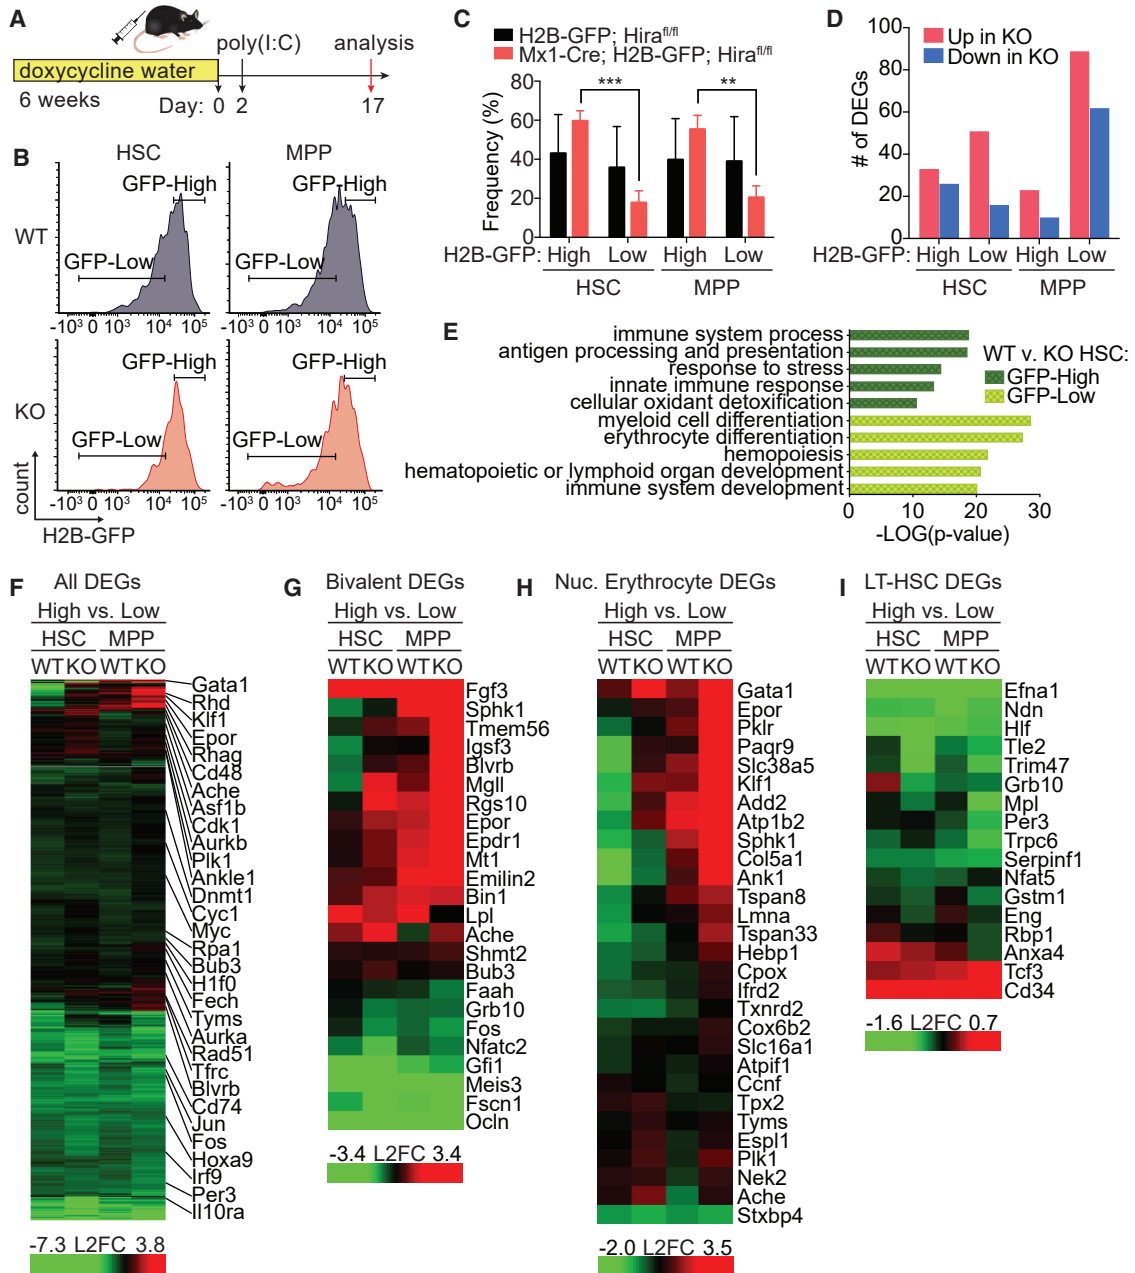 A
poly(I:C)
analysis
doxycycline water
6 weeks
Day: 0 2 17
B
HSC
MPP
WT
GFP-High
GFP-Low
GFP-High
GFP-Low
-10³ 0 10³ 10⁴ 10⁵
-10³ 0 10³ 10⁴ 10⁵
KO
GFP-High
GFP-Low
GFP-High
GFP-Low
-10³ 0 10³ 10⁴ 10⁵
-10³ 0 10³ 10⁴ 10⁵
count
H2B-GFP
C
H2B-GFP; Hira fl/fl
Mx1-Cre; H2B-GFP; Hira fl/fl
Frequency (%)
80
60
40
20
0
***
**
H2B-GFP: High Low High Low
HSC MPP
D
# of DEGs
100
80
60
40
20
0
Up in KO
Down in KO
H2B-GFP: High Low High Low
HSC MPP
E
immune system process
antigen processing and presentation
response to stress
innate immune response
cellular oxidant detoxification
myeloid cell differentiation
erythrocyte differentiation
hemopoiesis
hematopoietic or lymphoid organ development
immune system development
0 10 20 30
-LOG(p-value)
WT v. KO HSC:
GFP-High
GFP-Low
F
All DEGs
High vs. Low
HSC MPP
WT KO WT KO
Gata1
Rhd
Klf1
Epor
Rhag
Cd48
Ache
Asf1b
Cdk1
Aurkb
Plk1
Ankle1
Dnmt1
Cyc1
Myc
Rpa1
Bub3
H1f0
Fech
Tyms
Aurka
Rad51
Tfrc
Blvrb
Cd74
Jun
Fos
Hoxa9
Irf9
Per3
Il10ra
-7.3 L2FC 3.8
G
Bivalent DEGs
High vs. Low
HSC MPP
WT KO WT KO
Fgf3
Sphk1
Tmem56
Igsf3
Blvrb
Mgll
Rgs10
Epor
Epdr1
Mt1
Emilin2
Bin1
Lpl
Ache
Shmt2
Bub3
Faah
Grb10
Fos
Nfatc2
Gfi1
Meis3
Fscn1
Ocln
-3.4 L2FC 3.4
H
Nuc. Erythrocyte DEGs
High vs. Low
HSC MPP
WT KO WT KO
Gata1
Epor
Pklr
Paqr9
Slc38a5
Klf1
Add2
Atp1b2
Sphk1
Col5a1
Ank1
Tspan8
Lmna
Tspan33
Hebp1
Cpox
Ifrd2
Txnrd2
Cox6b2
Slc16a1
Atpif1
Ccnf
Tpx2
Tyms
Espl1
Plk1
Nek2
Ache
Stxbp4
-2.0 L2FC 3.5
I
LT-HSC DEGs
High vs. Low
HSC MPP
WT KO WT KO
Efna1
Ndn
Hlf
Tle2
Trim47
Grb10
Mpl
Per3
Trpc6
Serpinf1
Nfat5
Gstm1
Eng
Rbp1
Anxa4
Tcf3
Cd34
-1.6 L2FC 0.7